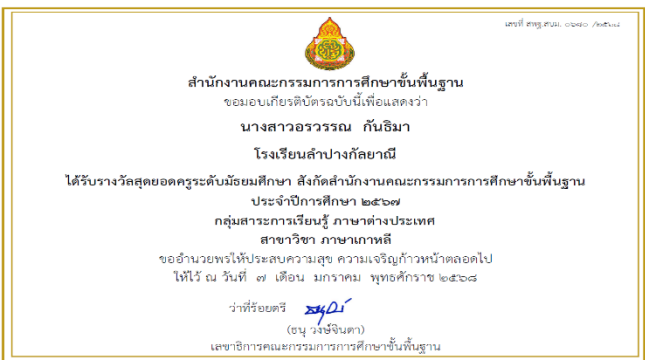 เลขที่ สพฐ.สบม. ๐๖๘๐ /๒๕๖๘
สำนักงานคณะกรรมการการศึกษาขั้นพื้นฐาน
ขอมอบเกียรติบัตรฉบับนี้เพื่อแสดงว่า
นางสาวอรวรรณ กันธิมา
โรงเรียนลำปางกัลยาณี
ได้รับรางวัลสุดยอดครูระดับมัธยมศึกษา สังกัดสำนักงานคณะกรรมการการศึกษาขั้นพื้นฐาน
ประจำปีการศึกษา ๒๕๖๗
กลุ่มสาระการเรียนรู้ ภาษาต่างประเทศ
สาขาวิชา ภาษาเกาหลี
ขออำนวยพรให้ประสบความสุข ความเจริญก้าวหน้าตลอดไป
ให้ไว้ ณ วันที่ ๗ เดือน มกราคม พุทธศักราช ๒๕๖๘
ว่าที่ร้อยตรี
(ธนุ วงษ์จินดา)
เลขาธิการคณะกรรมการการศึกษาขั้นพื้นฐาน